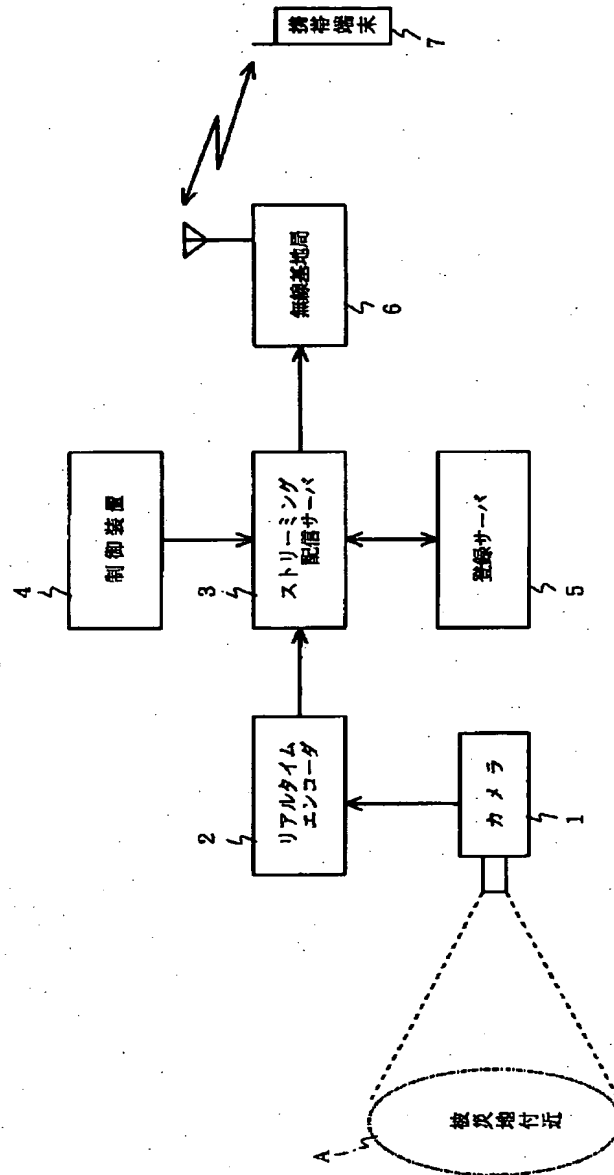 携帯端末
7
無線基地局
6
制御装置
4
ストリーミング
配信サーバ
3
登録サーバ
5
リアルタイム
エンコーダ
2
カメラ
1
被災地付近
A